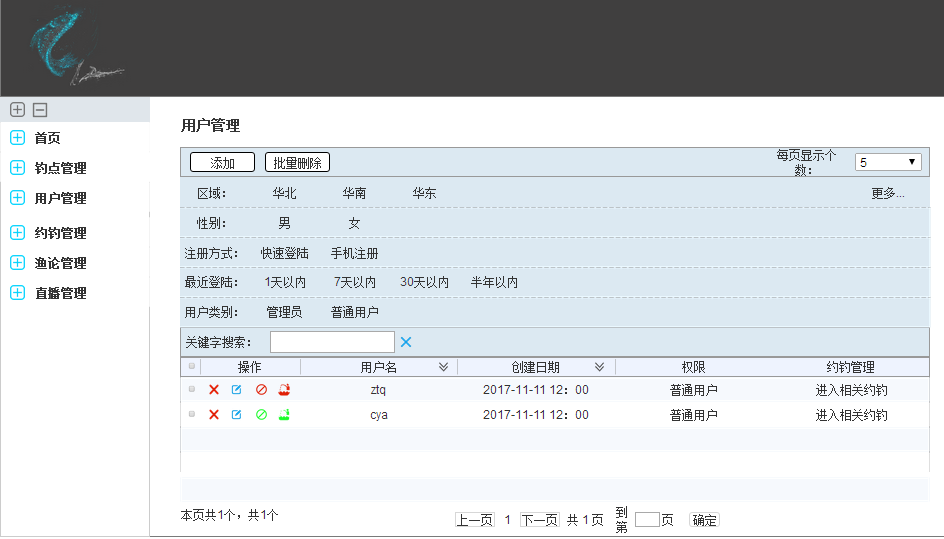 首页
钓点管理
用户管理
约钓管理
渔论管理
直播管理
用户管理
添加 批量删除 每页显示个数： 5
区域： 华北 华南 华东 更多...
性别： 男 女
注册方式： 快速登陆 手机注册
最近登陆： 1天以内 7天以内 30天以内 半年以内
用户类别： 管理员 普通用户
关键字搜索：
操作 用户名 创建日期 权限 约钓管理
ztq 2017-11-11 12：00 普通用户 进入相关约钓
cya 2017-11-11 12：00 普通用户 进入相关约钓
本页共1个，共1个 上一页 1 下一页 共 1 页 到第 页 确定